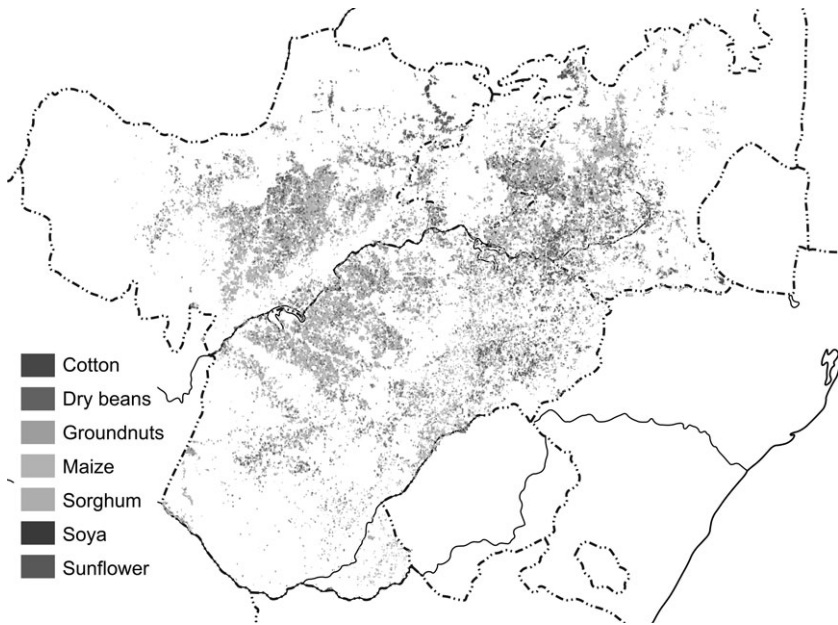 Cotton
Dry beans
Groundnuts
Maize
Sorghum
Soya
Sunflower